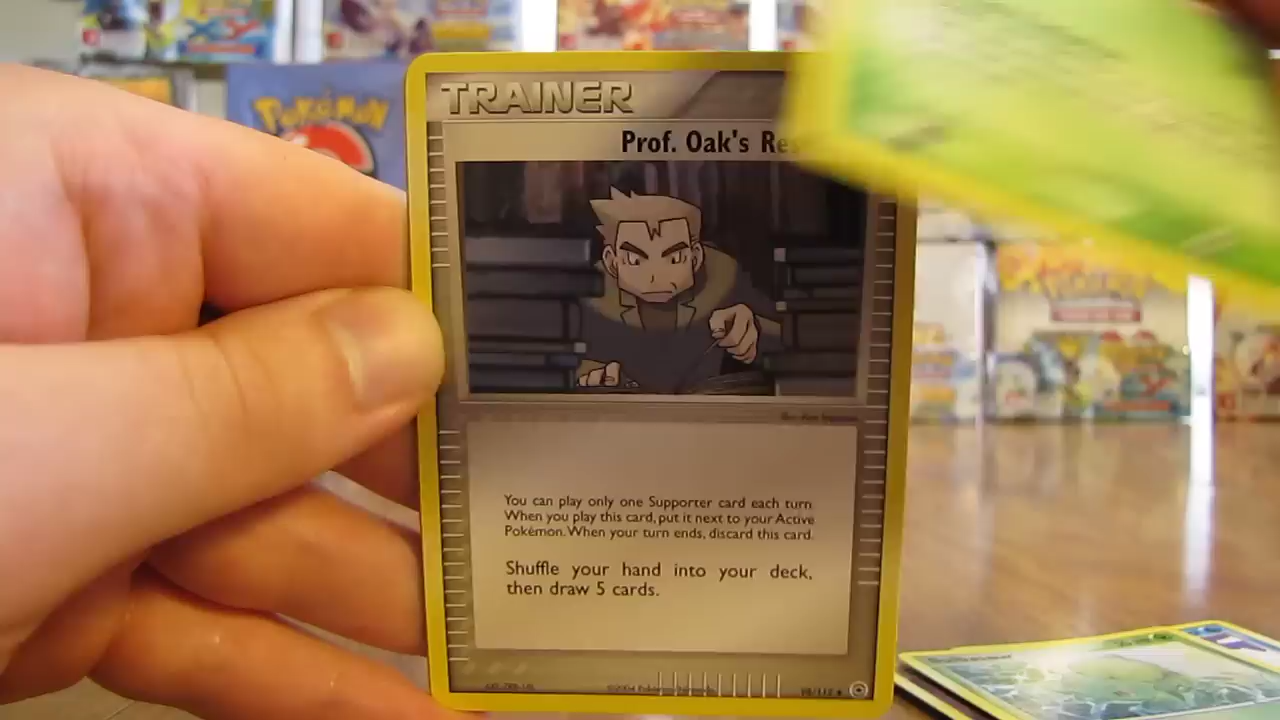 Pokémon
TRAINER
Prof. Oak's Res
You can play only one Supporter card each turn
When you play this card, put it next to your Active
Pokémon. When your turn ends, discard this card.
Shuffle your hand into your deck,
then draw 5 cards.